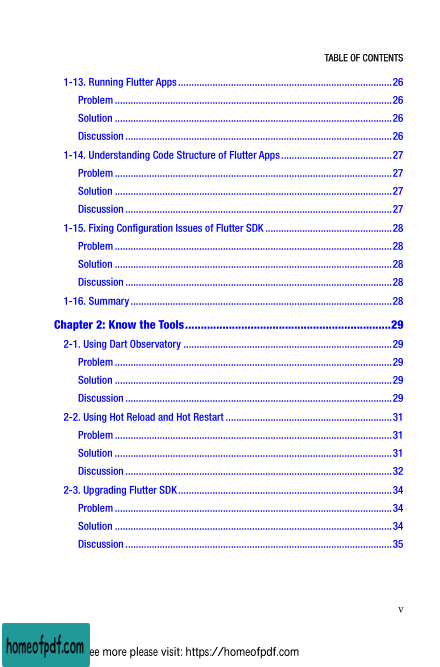 TABLE OF CONTENTS
1-13. Running Flutter Apps ........ 26
Problem ........ 26
Solution ........ 26
Discussion ........ 26
1-14. Understanding Code Structure of Flutter Apps ........ 27
Problem ........ 27
Solution ........ 27
Discussion ........ 27
1-15. Fixing Configuration Issues of Flutter SDK ........ 28
Problem ........ 28
Solution ........ 28
Discussion ........ 28
1-16. Summary ........ 28
Chapter 2: Know the Tools ........ 29
2-1. Using Dart Observatory ........ 29
Problem ........ 29
Solution ........ 29
Discussion ........ 29
2-2. Using Hot Reload and Hot Restart ........ 31
Problem ........ 31
Solution ........ 31
Discussion ........ 32
2-3. Upgrading Flutter SDK ........ 34
Problem ........ 34
Solution ........ 34
Discussion ........ 35
v
homeofpdf.com ee more please visit: https://homeofpdf.com